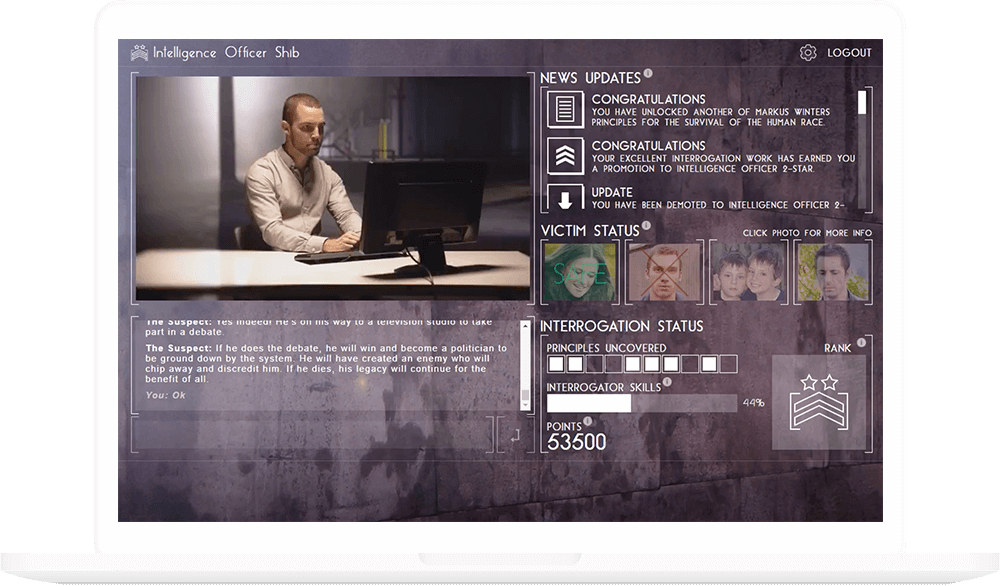 Intelligence Officer Shib
LOGOUT
NEWS UPDATES
CONGRATULATIONS
YOU HAVE UNLOCKED ANOTHER OF MARKUS WINTERS
PRINCIPLES FOR THE SURVIVAL OF THE HUMAN RACE.
CONGRATULATIONS
YOUR EXCELLENT INTERROGATION WORK HAS EARNED YOU
A PROMOTION TO INTELLIGENCE OFFICER 2-STAR.
UPDATE
YOU HAVE BEEN DEMOTED TO INTELLIGENCE OFFICER 2-
VICTIM STATUS
CLICK PHOTO FOR MORE INFO
SAFE
The Suspect: Yes indeed! He's on his way to a television studio to take
part in a debate.
The Suspect: If he does the debate, he will win and become a politician to
be ground down by the system. He will have created an enemy who will
chip away and discredit him. If he dies, his legacy will continue for the
benefit of all.
You: Ok
INTERROGATION STATUS
PRINCIPLES UNCOVERED
RANK
INTERROGATOR SKILLS
44%
POINTS
53500